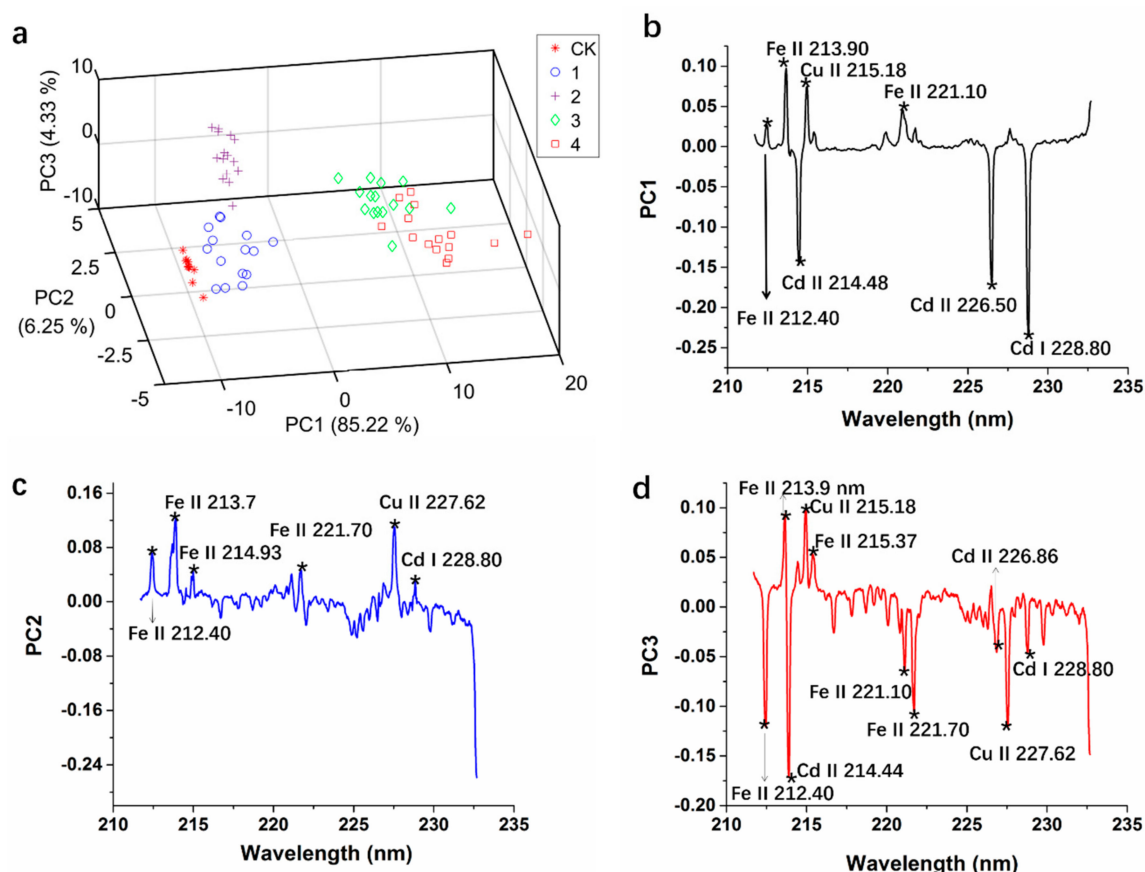 a
10
0
-10
PC3 (4.33 %)
5
2.5
0
-2.5
-5
PC2
(6.25 %)
-10
0
10
20
PC1 (85.22 %)
CK
1
2
3
4
b
Fe II 213.90
Cu II 215.18
Fe II 221.10
0.10
0.05
0.00
-0.05
-0.10
-0.15
-0.20
-0.25
PC1
Cd II 214.48
Cd II 226.50
Fe II 212.40
Cd I 228.80
210 215 220 225 230 235
Wavelength (nm)
c
0.16
0.08
0.00
-0.08
-0.16
-0.24
PC2
Fe II 213.7
Cu II 227.62
Fe II 221.70
Fe II 214.93
Cd I 228.80
Fe II 212.40
210 215 220 225 230 235
Wavelength (nm)
d
Fe II 213.9 nm
Cu II 215.18
Fe II 215.37
Cd II 226.86
0.10
0.05
0.00
-0.05
-0.10
-0.15
-0.20
PC3
Cd I 228.80
Fe II 221.10
Fe II 221.70
Cu II 227.62
Cd II 214.44
Fe II 212.40
210 215 220 225 230 235
Wavelength (nm)